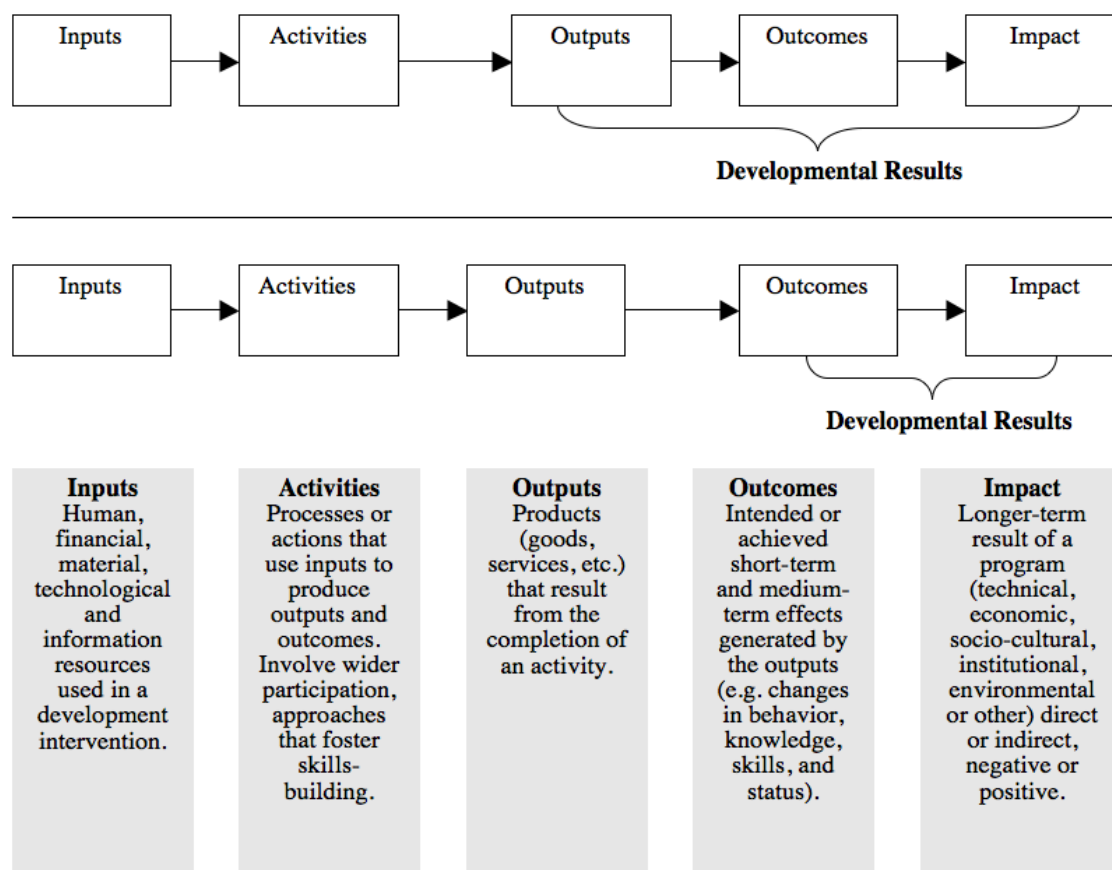 Inputs
Activities
Outputs
Outcomes
Impact
Developmental Results
Inputs
Activities
Outputs
Outcomes
Impact
Developmental Results
Inputs
Human,
financial,
material,
technological
and
information
resources
used in a
development
intervention.
Activities
Processes or
actions that
use inputs to
produce
outputs and
outcomes.
Involve wider
participation,
approaches
that foster
skills-
building.
Outputs
Products
(goods,
services, etc.)
that result
from the
completion of
an activity.
Outcomes
Intended or
achieved
short-term
and medium-
term effects
generated by
the outputs
(e.g. changes
in behavior,
knowledge,
skills, and
status).
Impact
Longer-term
result of a
program
(technical,
economic,
socio-cultural,
institutional,
environmental
or other) direct
or indirect,
negative or
positive.